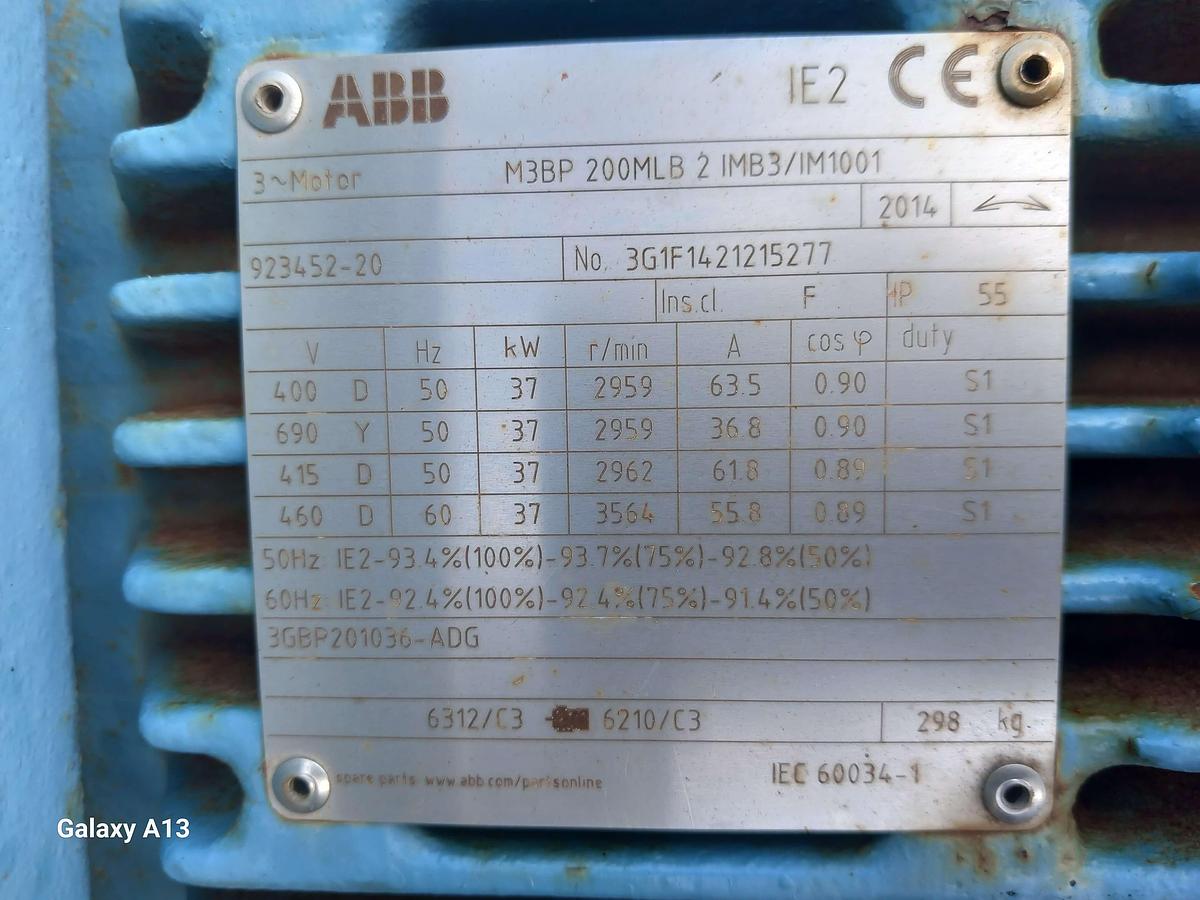 ABB IE2 CE
3~Motor M3BP 200MLB 2 IMB3/IM1001
2014
923452-20 No. 3G1F1421215277
Ins.cl. F IP 55
V Hz kW r/min A cos φ duty
400 D 50 37 2959 63.5 0.90 S1
690 Y 50 37 2959 36.8 0.90 S1
415 D 50 37 2962 61.8 0.89 S1
460 D 60 37 3564 55.8 0.89 S1
50Hz: IE2-93.4%(100%)-93.7%(75%)-92.8%(50%)
60Hz: IE2-92.4%(100%)-92.4%(75%)-91.4%(50%)
3GBP201036-ADG
6312/C3 6210/C3 298 kg
spare parts www.abb.com/partsonline IEC 60034-1
Galaxy A13